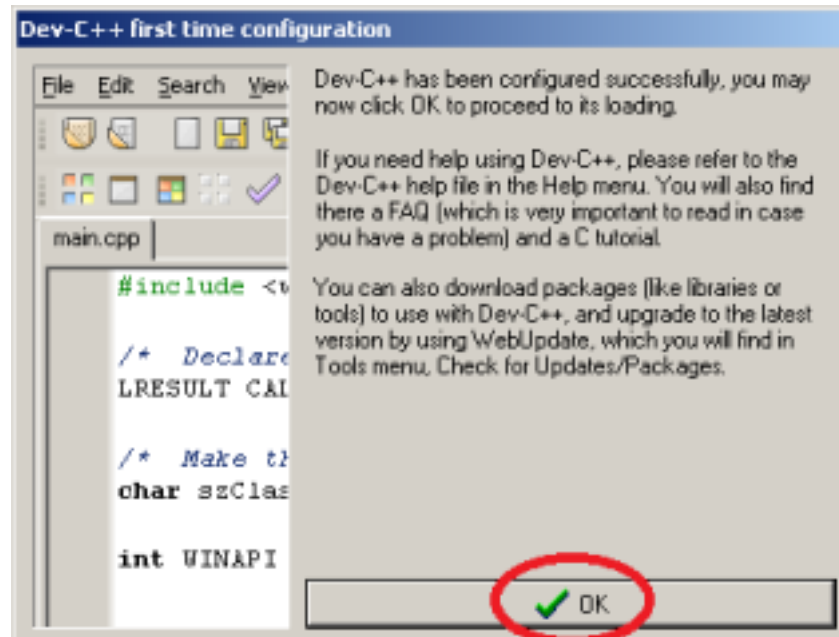 Dev-C++ first time configuration
File Edit Search View
main.cpp
#include <w
/* Declare
LRESULT CAL
/* Make th
char szClas
int WINAPI
Dev-C++ has been configured successfully, you may
now click OK to proceed to its loading.
If you need help using Dev-C++, please refer to the
Dev-C++ help file in the Help menu. You will also find
there a FAQ (which is very important to read in case
you have a problem) and a C tutorial.
You can also download packages (like libraries or
tools) to use with Dev-C++, and upgrade to the latest
version by using WebUpdate, which you will find in
Tools menu, Check for Updates/Packages.
OK